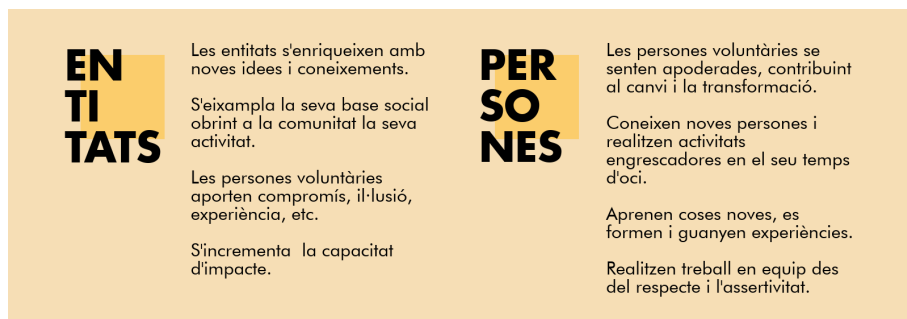 EN
TI
TATS
Les entitats s'enriqueixen amb
noves idees i coneixements.
S'eixampla la seva base social
obrint a la comunitat la seva
activitat.
Les persones voluntàries
aporten compromís, il·lusió,
experiència, etc.
S'incrementa  la capacitat
d'impacte.
PER
SO
NES
Les persones voluntàries se
senten apoderades, contribuint
al canvi i la transformació.
Coneixen noves persones i
realitzen activitats
engrescadores en el seu temps
d'oci.
Aprenen coses noves, es
formen i guanyen experiències.
Realitzen treball en equip des
del respecte i l'assertivitat.